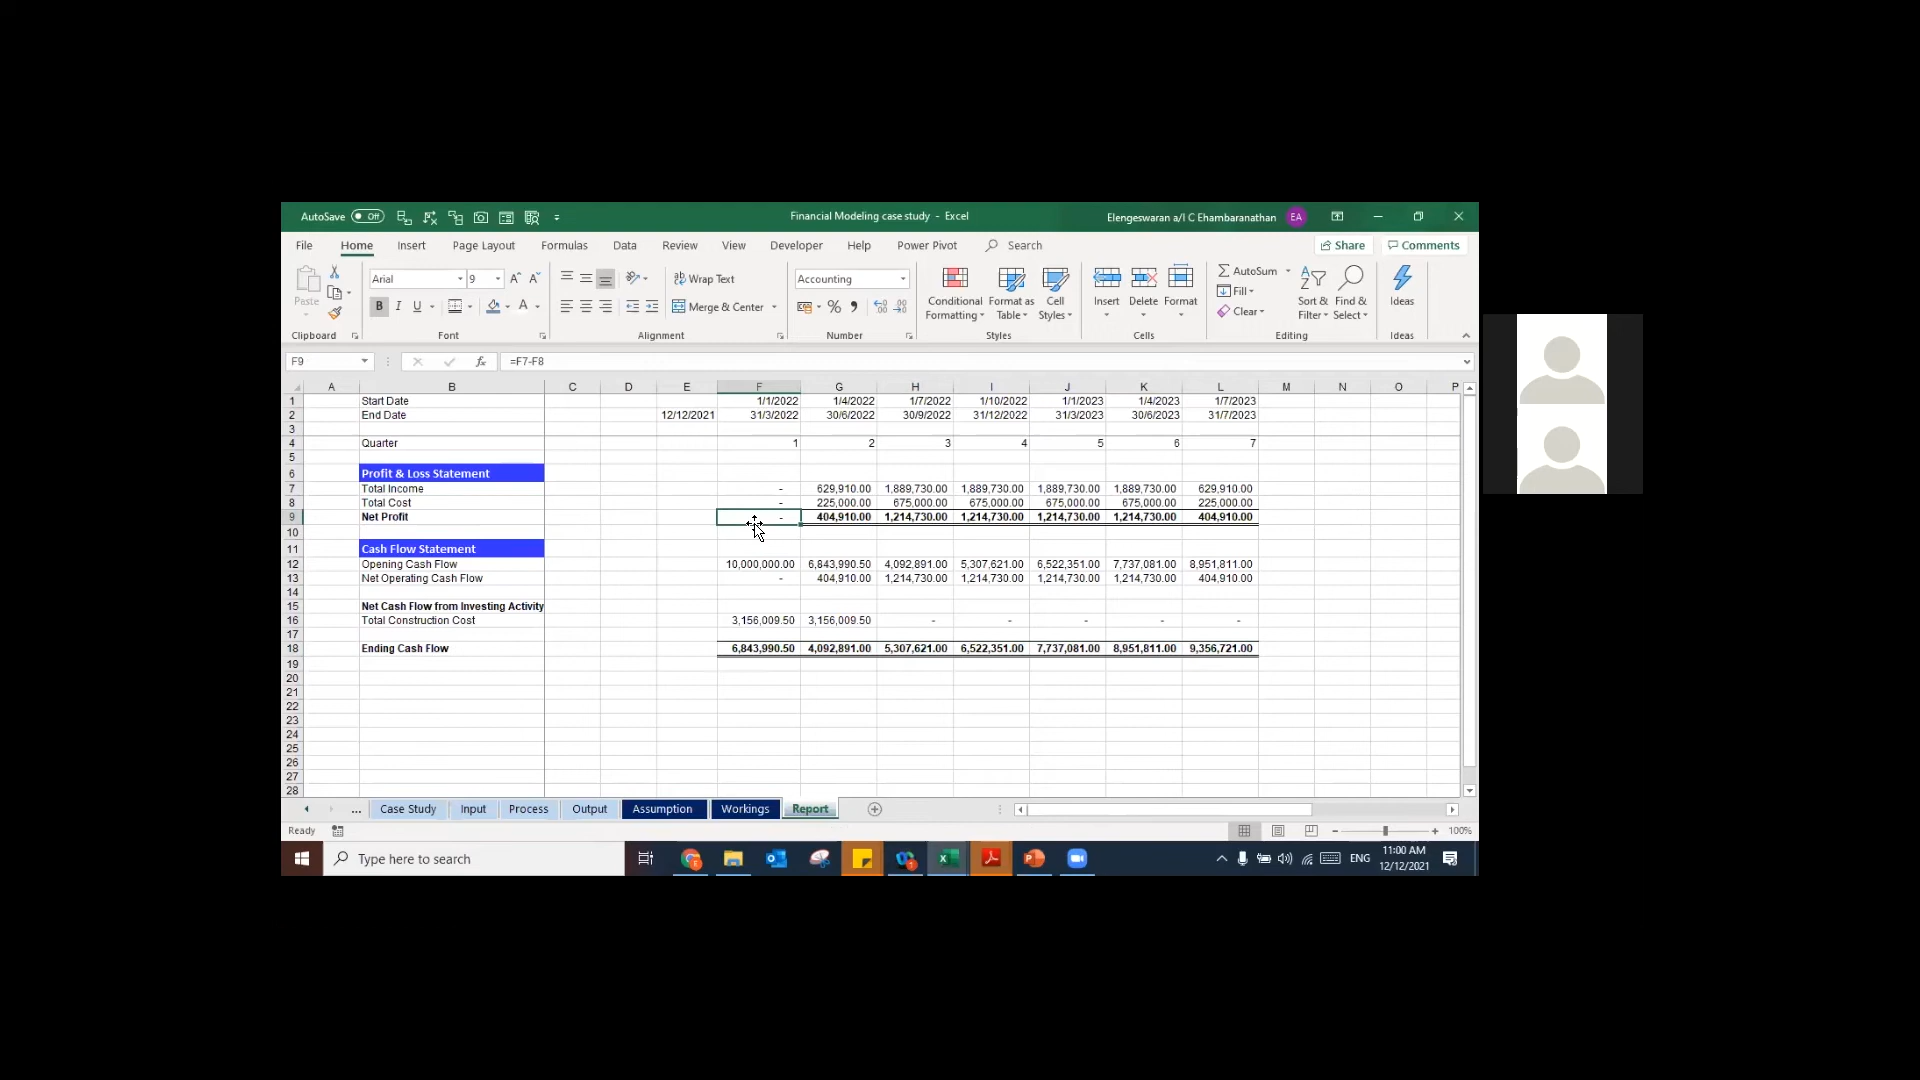 AutoSave Off Financial Modeling case study - Excel Elengeswaran a/l C Ehambaranathan EA
File Home Insert Page Layout Formulas Data Review View Developer Help Power Pivot Search Share Comments
Paste Arial 9 A A Wrap Text Accounting Conditional Formatting Format as Table Cell Styles Insert Delete Format AutoSum Fill Clear Sort & Filter Find & Select Ideas
B I U A Merge & Center %
Clipboard Font Alignment Number Styles Cells Editing Ideas
F9 fx =F7-F8
A B C D E F G H I J K L M N O P
1 Start Date 1/1/2022 1/4/2022 1/7/2022 1/10/2022 1/1/2023 1/4/2023 1/7/2023
2 End Date 12/12/2021 31/3/2022 30/6/2022 30/9/2022 31/12/2022 31/3/2023 30/6/2023 31/7/2023
3
4 Quarter 1 2 3 4 5 6 7
5
6 Profit & Loss Statement
7 Total Income - 629,910.00 1,889,730.00 1,889,730.00 1,889,730.00 1,889,730.00 629,910.00
8 Total Cost - 225,000.00 675,000.00 675,000.00 675,000.00 675,000.00 225,000.00
9 Net Profit - 404,910.00 1,214,730.00 1,214,730.00 1,214,730.00 1,214,730.00 404,910.00
10
11 Cash Flow Statement
12 Opening Cash Flow 10,000,000.00 6,843,990.50 4,092,891.00 5,307,621.00 6,522,351.00 7,737,081.00 8,951,811.00
13 Net Operating Cash Flow - 404,910.00 1,214,730.00 1,214,730.00 1,214,730.00 1,214,730.00 404,910.00
14
15 Net Cash Flow from Investing Activity
16 Total Construction Cost 3,156,009.50 3,156,009.50 - - - - -
17
18 Ending Cash Flow 6,843,990.50 4,092,891.00 5,307,621.00 6,522,351.00 7,737,081.00 8,951,811.00 9,356,721.00
19
20
21
22
23
24
25
26
27
28
... Case Study Input Process Output Assumption Workings Report
Ready 100%
Type here to search ENG 11:00 AM
12/12/2021